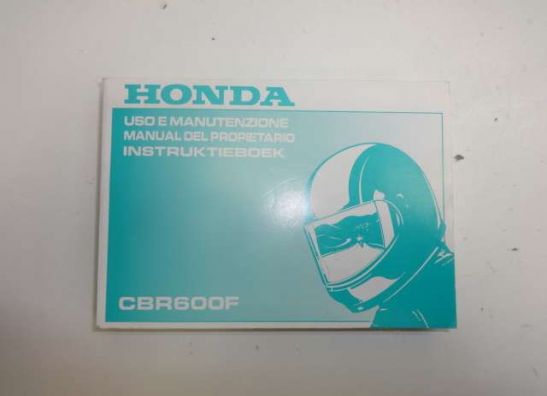 HONDA
USO E MANUTENZIONE
MANUAL DEL PROPIETARIO
INSTRUKTIEBOEK
CBR600F